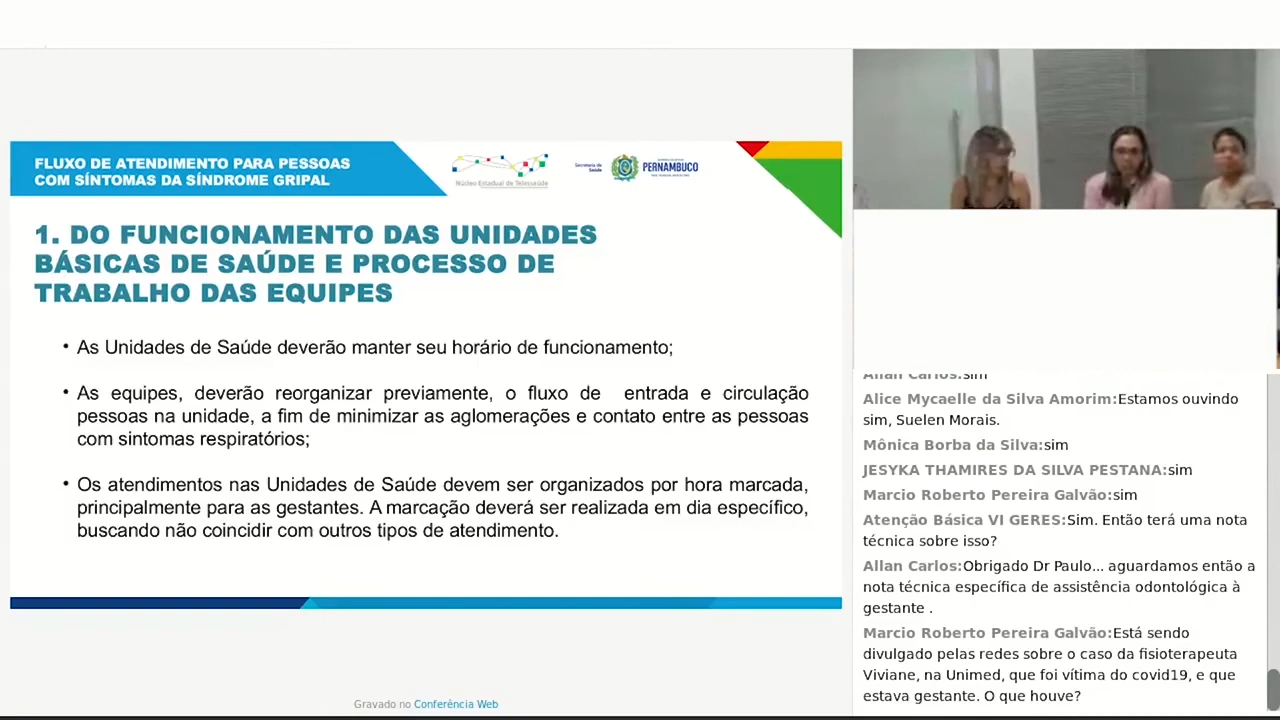 FLUXO DE ATENDIMENTO PARA PESSOAS
COM SÍNTOMAS DA SÍNDROME GRIPAL
Núcleo Estadual de Telessaúde
Secretaria de
Saúde
PERNAMBUCO
1. DO FUNCIONAMENTO DAS UNIDADES
BÁSICAS DE SAÚDE E PROCESSO DE
TRABALHO DAS EQUIPES
• As Unidades de Saúde deverão manter seu horário de funcionamento;
• As equipes, deverão reorganizar previamente, o fluxo de entrada e circulação
pessoas na unidade, a fim de minimizar as aglomerações e contato entre as pessoas
com sintomas respiratórios;
• Os atendimentos nas Unidades de Saúde devem ser organizados por hora marcada,
principalmente para as gestantes. A marcação deverá ser realizada em dia específico,
buscando não coincidir com outros tipos de atendimento.
Gravado no Conferência Web
Allan Carlos:sim
Alice Mycaelle da Silva Amorim:Estamos ouvindo
sim, Suelen Morais.
Mônica Borba da Silva:sim
JESYKA THAMIRES DA SILVA PESTANA:sim
Marcio Roberto Pereira Galvão:sim
Atenção Básica VI GERES:Sim. Então terá uma nota
técnica sobre isso?
Allan Carlos:Obrigado Dr Paulo... aguardamos então a
nota técnica específica de assistência odontológica à
gestante .
Marcio Roberto Pereira Galvão:Está sendo
divulgado pelas redes sobre o caso da fisioterapeuta
Viviane, na Unimed, que foi vítima do covid19, e que
estava gestante. O que houve?